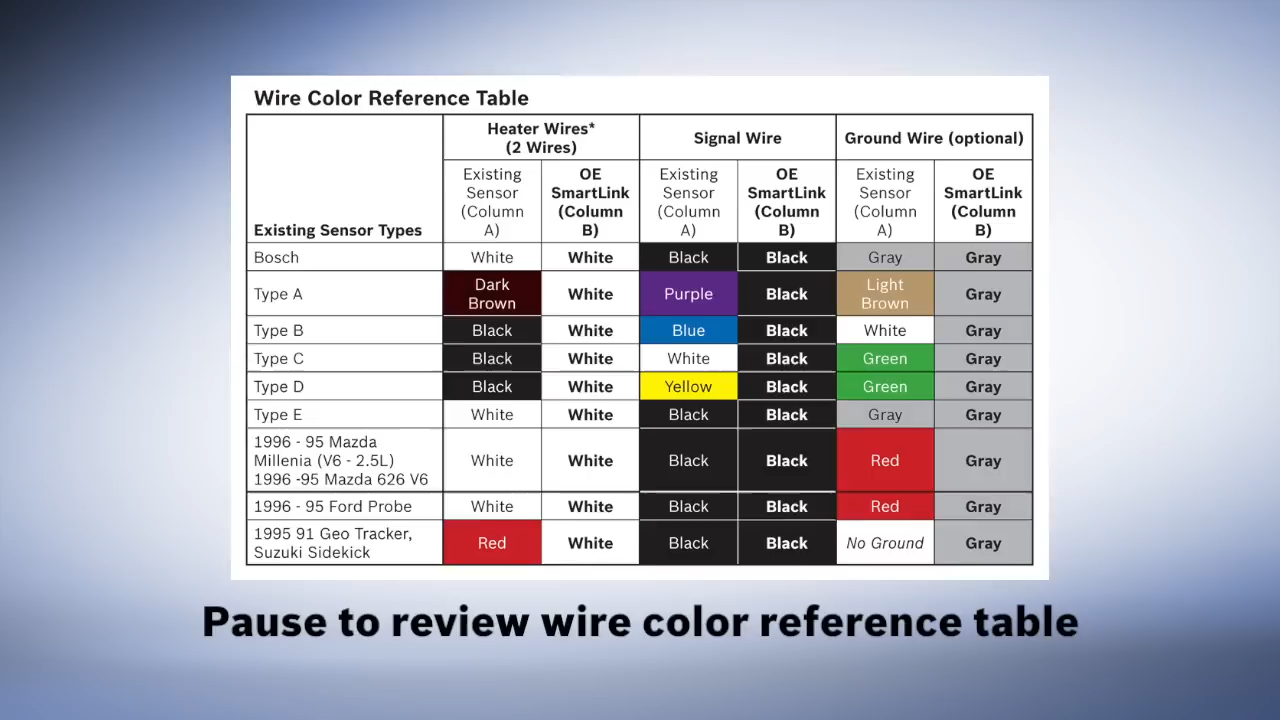 Wire Color Reference Table
Heater Wires*
(2 Wires)
Signal Wire
Ground Wire (optional)
Existing Sensor Types
Existing
Sensor
(Column
A)
OE
SmartLink
(Column
B)
Existing
Sensor
(Column
A)
OE
SmartLink
(Column
B)
Existing
Sensor
(Column
A)
OE
SmartLink
(Column
B)
Bosch White White Black Black Gray Gray
Type A Dark Brown White Purple Black Light Brown Gray
Type B Black White Blue Black White Gray
Type C Black White White Black Green Gray
Type D Black White Yellow Black Green Gray
Type E White White Black Black Gray Gray
1996 - 95 Mazda
Millenia (V6 - 2.5L)
1996 -95 Mazda 626 V6
White White Black Black Red Gray
1996 - 95 Ford Probe White White Black Black Red Gray
1995 91 Geo Tracker,
Suzuki Sidekick
Red White Black Black No Ground Gray
Pause to review wire color reference table